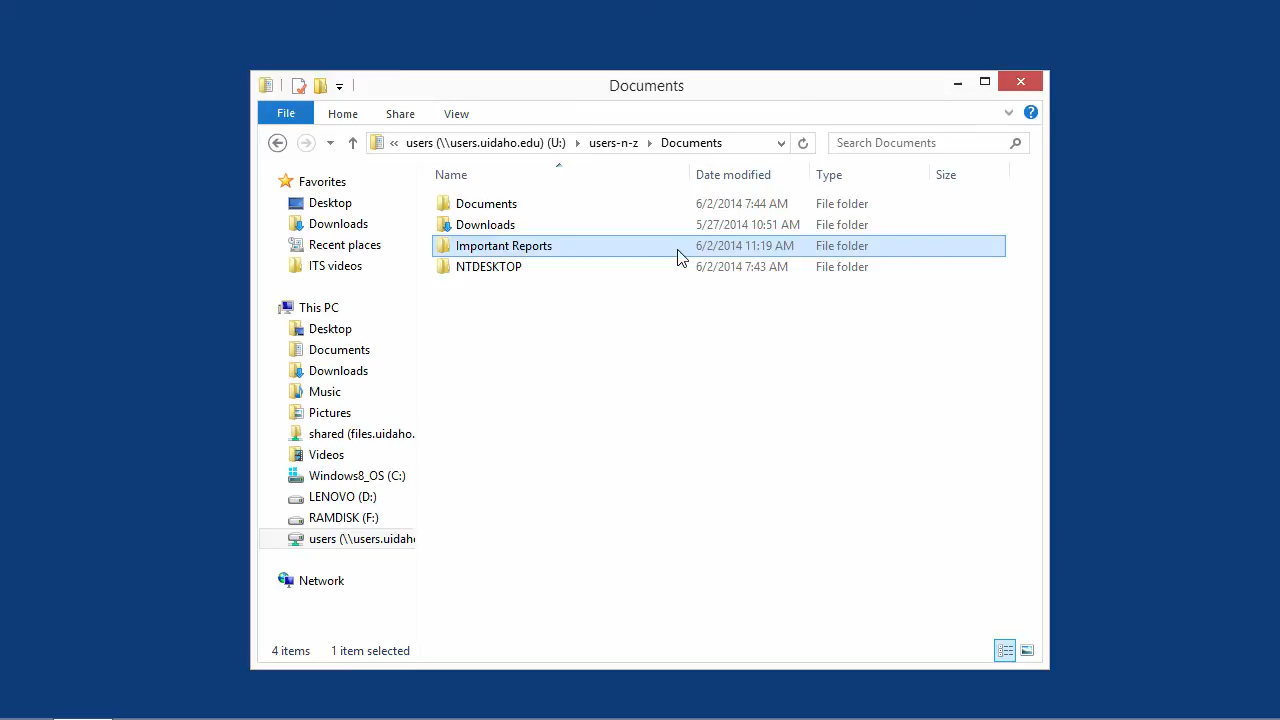 Documents
File Home Share View
« users (\\users.uidaho.edu) (U:) users-n-z Documents Search Documents
Name Date modified Type Size
Favorites
Desktop
Downloads
Recent places
ITS videos
This PC
Desktop
Documents
Downloads
Music
Pictures
shared (files.uidaho.
Videos
Windows8_OS (C:)
LENOVO (D:)
RAMDISK (F:)
users (\\users.uidaho
Network
Documents 6/2/2014 7:44 AM File folder
Downloads 5/27/2014 10:51 AM File folder
Important Reports 6/2/2014 11:19 AM File folder
NTDESKTOP 6/2/2014 7:43 AM File folder
4 items 1 item selected